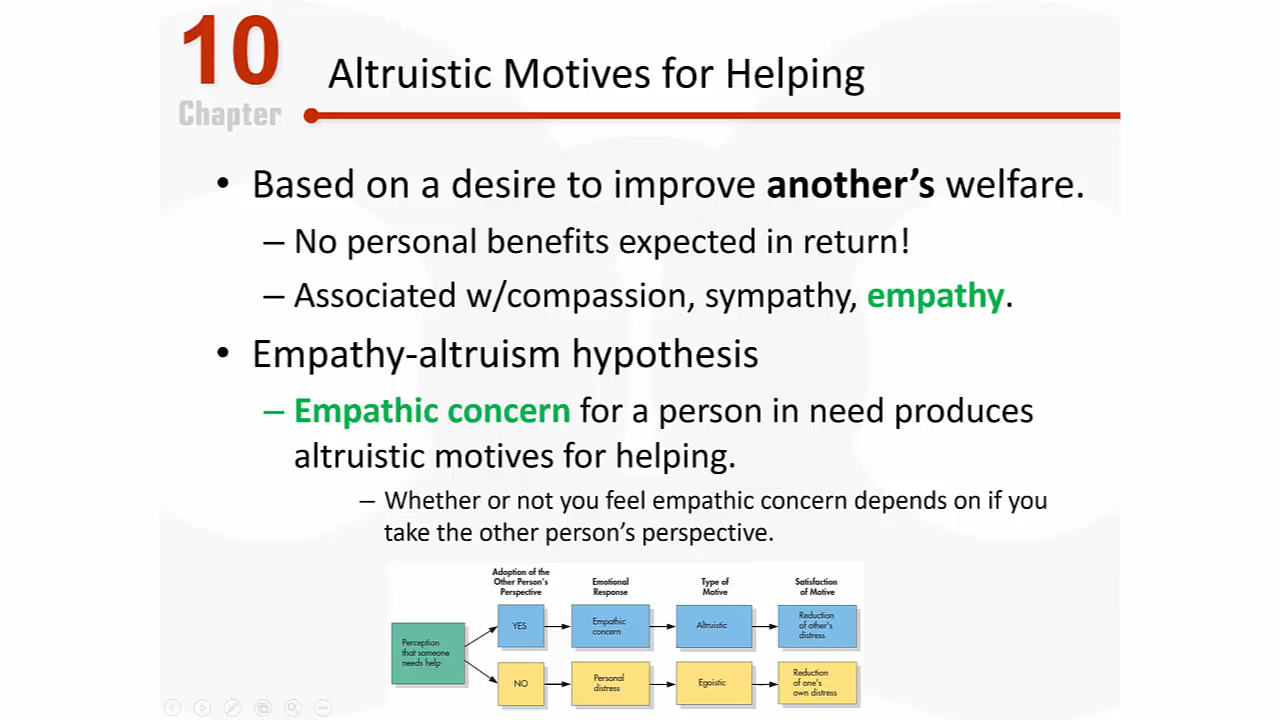 10
Chapter
Altruistic Motives for Helping
• Based on a desire to improve another’s welfare.
– No personal benefits expected in return!
– Associated w/compassion, sympathy, empathy.
• Empathy-altruism hypothesis
– Empathic concern for a person in need produces
altruistic motives for helping.
– Whether or not you feel empathic concern depends on if you
take the other person’s perspective.
Adoption of the
Other Person's
Perspective
Emotional
Response
Type of
Motive
Satisfaction
of Motive
Perception
that someone
needs help
YES
Empathic
concern
Altruistic
Reduction
of other's
distress
NO
Personal
distress
Egoistic
Reduction
of one's
own distress